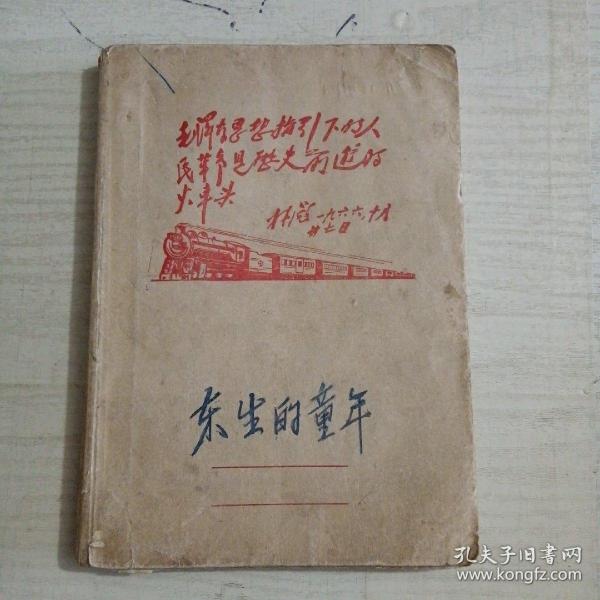 毛泽东思想指引下的人
民革命是历史前进的
火车头
林彪 一九六六、十月
廿七日
东尘的童年
孔夫子旧书网
www.kongfz.com